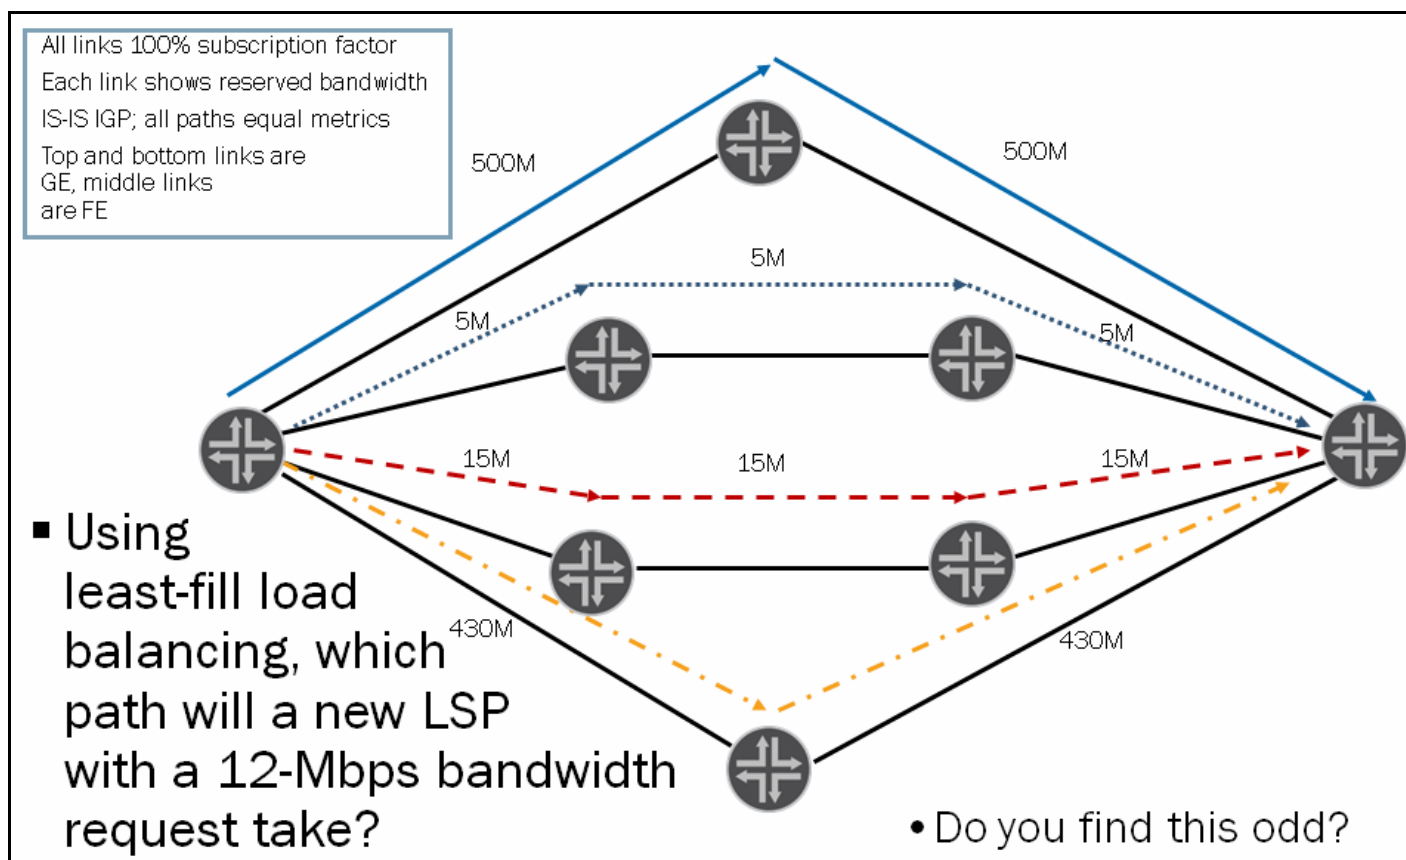 All links 100% subscription factor
Each link shows reserved bandwidth
IS-IS IGP; all paths equal metrics
Top and bottom links are
GE, middle links
are FE
500M
500M
5M
5M
5M
15M
15M
15M
430M
430M
▪ Using
least-fill load
balancing, which
path will a new LSP
with a 12-Mbps bandwidth
request take?
• Do you find this odd?